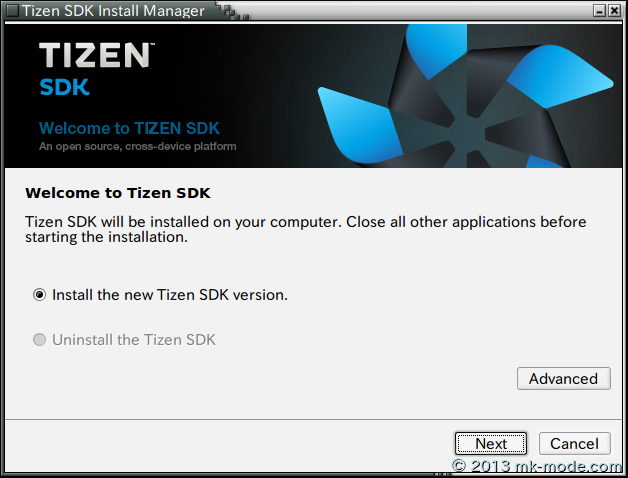 Tizen SDK Install Manager
TIZEN™
SDK
Welcome to TIZEN SDK
An open source, cross-device platform
Welcome to Tizen SDK
Tizen SDK will be installed on your computer. Close all other applications before
starting the installation.
Install the new Tizen SDK version.
Uninstall the Tizen SDK
Advanced
Next
Cancel
© 2013 mk-mode.com